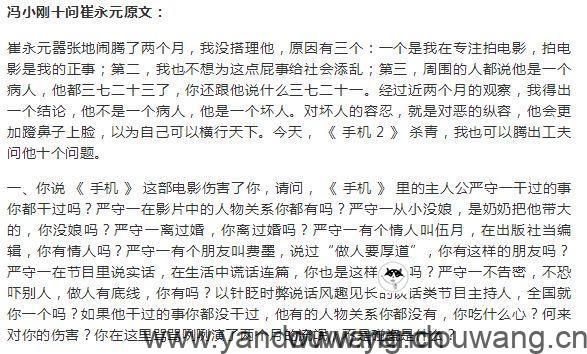 冯小刚十问崔永元原文：
崔永元嚣张地闹腾了两个月，我没搭理他，原因有三个：一个是我在专注拍电影，拍电
影是我的正事；第二，我也不想为这点屁事给社会添乱；第三，周围的人都说他是一个
病人，他都三七二十三了，你还跟他说什么三七二十一。经过近两个月的观察，我得出
一个结论，他不是一个病人，他是一个坏人。对坏人的容忍，就是对恶的纵容，他会更
加蹬鼻子上脸，以为自己可以横行天下。今天，《 手机 2 》 杀青，我也可以腾出工夫
问他十个问题。
一、你说 《 手机 》 这部电影伤害了你，请问，《 手机 》 里的主人公严守一干过的事
你都干过吗？严守一在影片中的人物关系你都有吗？严守一从小没娘，是奶奶把他带大
的，你没娘吗？严守一离过婚，你离过婚吗？严守一有个情人叫伍月，在出版社当编
辑，你有情人吗？严守一有个朋友叫费墨，说过“做人要厚道”，你有这样的朋友吗？
严守一在节目里说实话，在生活中谎话连篇，你也是这样 吗？严守一不告密，不恐
吓别人，做人有底线，你有吗？以针砭时弊说话风趣见长的谈话类节目主持人，全国就
你一个吗？如果他干过的事你都没干过，他有的人物关系你都没有，你吃什么心？何来
对你的伤害？你在这里骂骂咧咧演了两个月的 是什么？